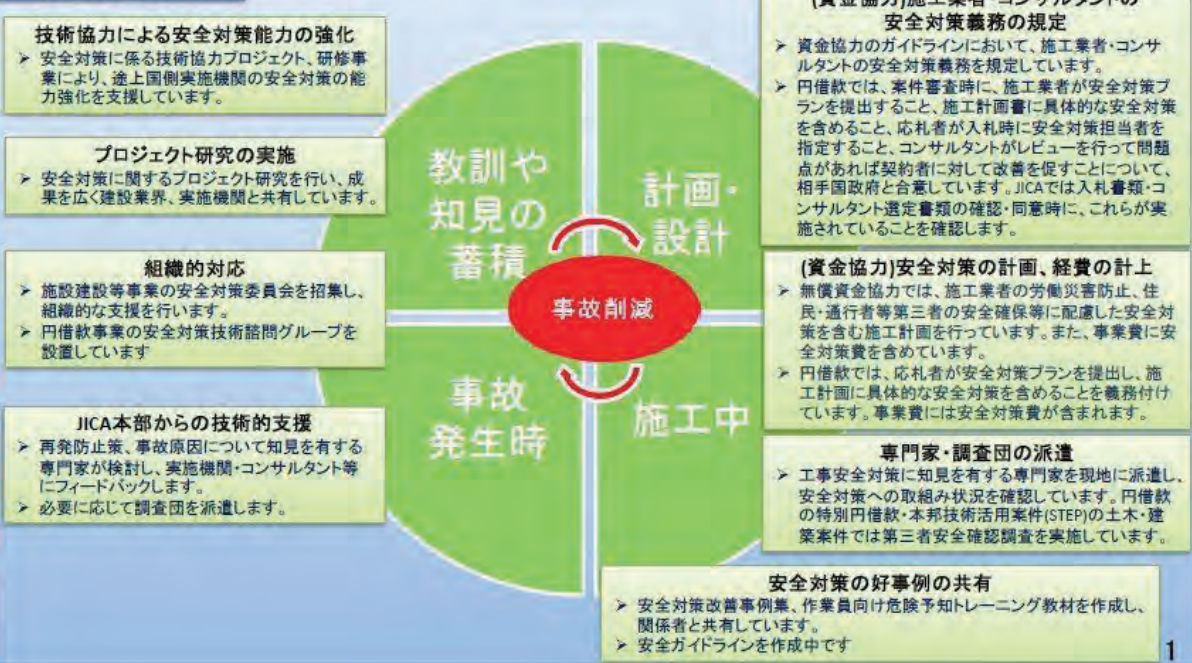 技術協力による安全対策能力の強化
➢ 安全対策に係る技術協力プロジェクト、研修事
業により、途上国側実施機関の安全対策の能
力強化を支援しています。
プロジェクト研究の実施
➢ 安全対策に関するプロジェクト研究を行い、成
果を広く建設業界、実施機関と共有しています。
組織的対応
➢ 施設建設等事業の安全対策委員会を招集し、
組織的な支援を行います。
➢ 円借款事業の安全対策技術諮問グループを
設置しています
JICA本部からの技術的支援
➢ 再発防止策、事故原因について知見を有する
専門家が検討し、実施機関・コンサルタント等
にフィードバックします。
➢ 必要に応じて調査団を派遣します。
教訓や
知見の
蓄積
計画・
設計
事故削減
事故
発生時
施工中
(資金協力)施工業者・コンサルタントの
安全対策義務の規定
➢ 資金協力のガイドラインにおいて、施工業者・コンサ
ルタントの安全対策義務を規定しています。
➢ 円借款では、案件審査時に、施工業者が安全対策プ
ランを提出すること、施工計画書に具体的な安全対策
を含めること、応札者が入札時に安全対策担当者を
指定すること、コンサルタントがレビューを行って問題
点があれば契約者に対して改善を促すことについて、
相手国政府と合意しています。JICAでは入札書類・コ
ンサルタント選定書類の確認・同意時に、これらが実
施されていることを確認します。
(資金協力)安全対策の計画、経費の計上
➢ 無償資金協力では、施工業者の労働災害防止、住
民・通行者等第三者の安全確保等に配慮した安全対
策を含む施工計画を行っています。また、事業費に安
全対策費を含めています。
➢ 円借款では、応札者が安全対策プランを提出し、施
工計画に具体的な安全対策を含めることを義務付け
ています。事業費には安全対策費が含まれます。
専門家・調査団の派遣
➢ 工事安全対策に知見を有する専門家を現地に派遣し、
安全対策への取組み状況を確認しています。円借款
の特別円借款・本邦技術活用案件(STEP)の土木・建
築案件では第三者安全確認調査を実施しています。
安全対策の好事例の共有
➢ 安全対策改善事例集、作業員向け危険予知トレーニング教材を作成し、
関係者と共有しています。
➢ 安全ガイドラインを作成中です
1